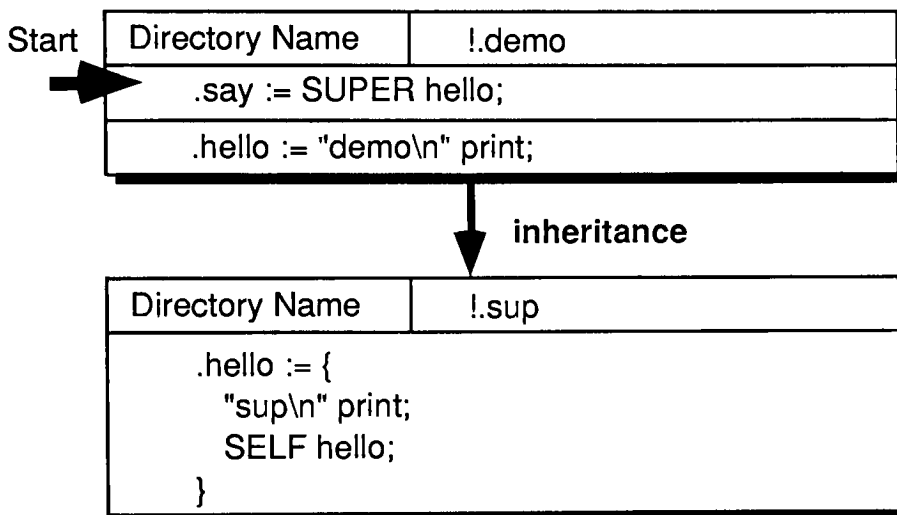 Start
Directory Name !.demo
.say := SUPER hello;
.hello := "demo\n" print;
inheritance
Directory Name !.sup
.hello := {
"sup\n" print;
SELF hello;
}